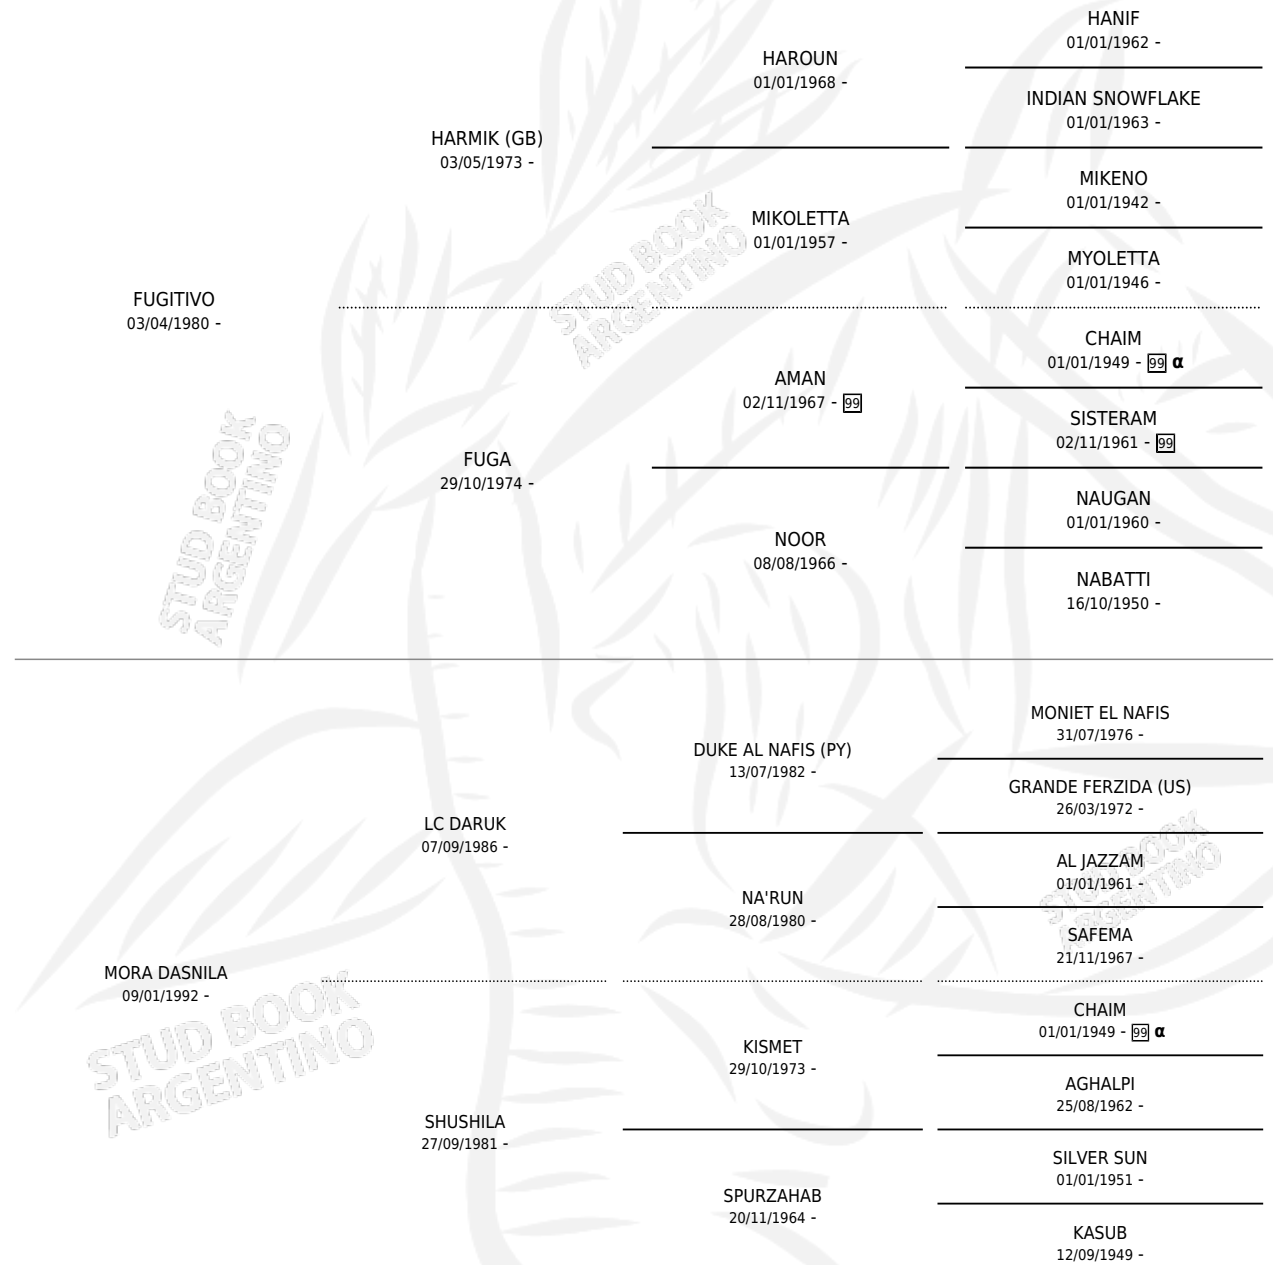 HANIF
01/01/1962 -
HAROUN
01/01/1968 -
INDIAN SNOWFLAKE
01/01/1963 -
HARMIK (GB)
03/05/1973 -
MIKENO
01/01/1942 -
MIKOLETTA
01/01/1957 -
MYOLETTA
01/01/1946 -
FUGITIVO
03/04/1980 -
CHAIM
01/01/1949 - 99 α
AMAN
02/11/1967 - 99
SISTERAM
02/11/1961 - 99
FUGA
29/10/1974 -
NAUGAN
01/01/1960 -
NOOR
08/08/1966 -
NABATTI
16/10/1950 -
MONIET EL NAFIS
31/07/1976 -
DUKE AL NAFIS (PY)
13/07/1982 -
GRANDE FERZIDA (US)
26/03/1972 -
LC DARUK
07/09/1986 -
AL JAZZAM
01/01/1961 -
NA'RUN
28/08/1980 -
SAFEMA
21/11/1967 -
MORA DASNILA
09/01/1992 -
CHAIM
01/01/1949 - 99 α
KISMET
29/10/1973 -
AGHALPI
25/08/1962 -
SHUSHILA
27/09/1981 -
SILVER SUN
01/01/1951 -
SPURZAHAB
20/11/1964 -
KASUB
12/09/1949 -
STUD BOOK
ARGENTINO
STUD BOOK
ARGENTINO
STUD BOOK
ARGENTINO
STUD BOOK
ARGENTINO